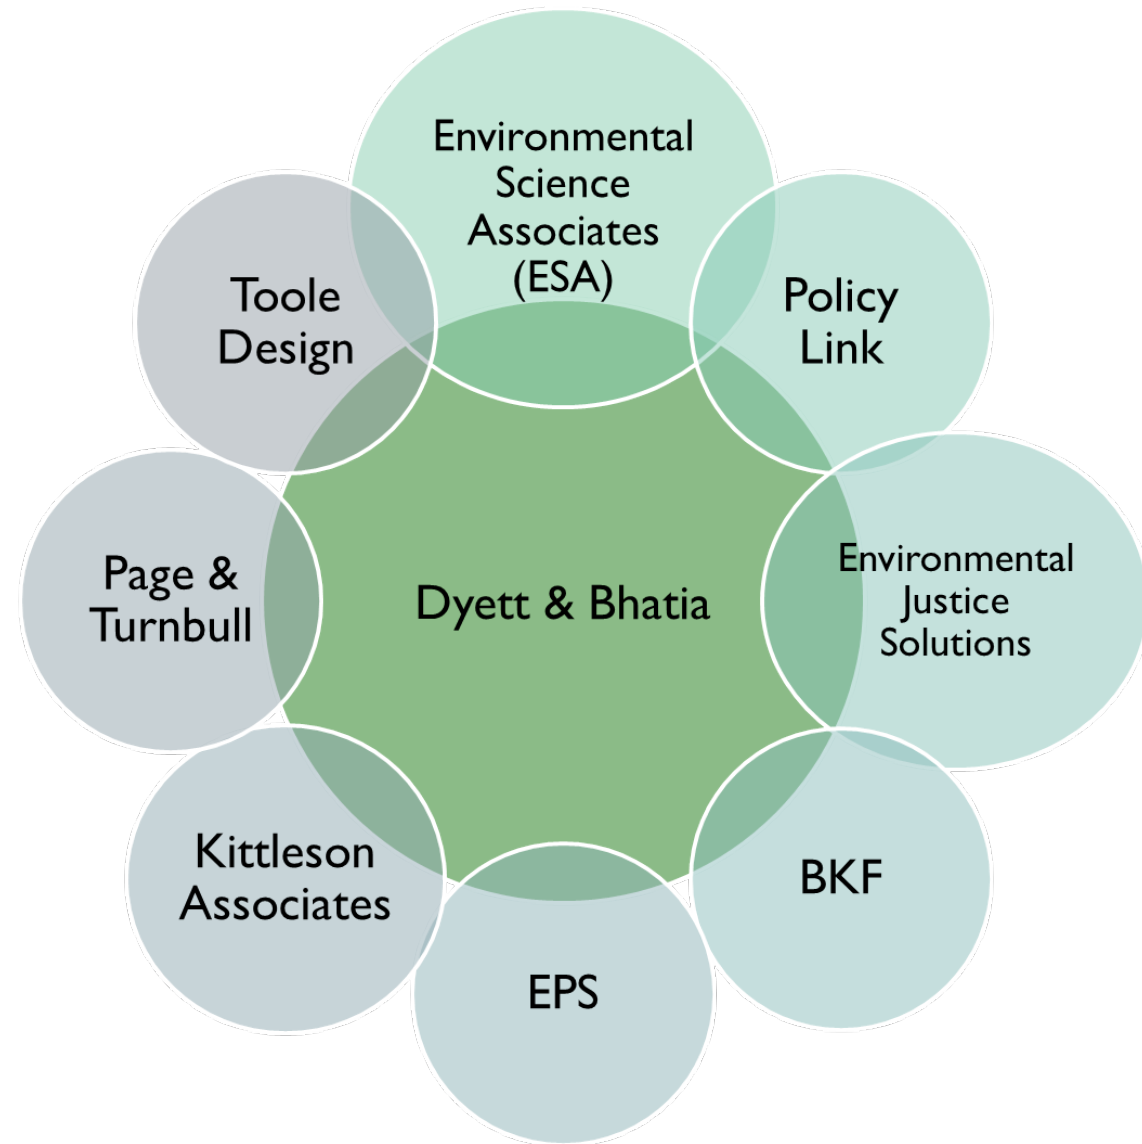 Environmental
Science
Associates
(ESA)
Policy
Link
Environmental
Justice
Solutions
BKF
EPS
Kittleson
Associates
Page &
Turnbull
Toole
Design
Dyett & Bhatia